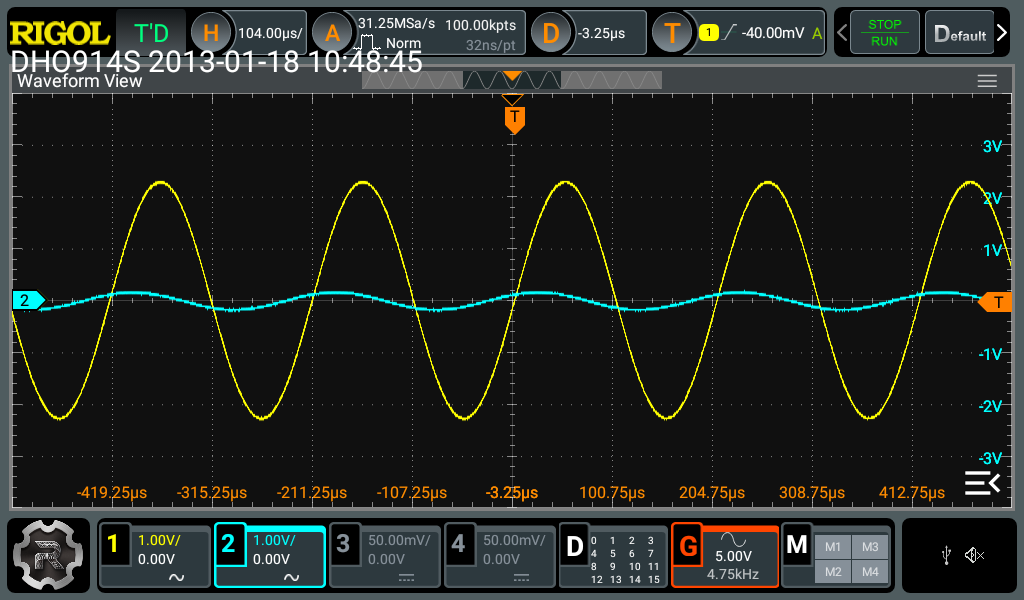 RIGOL T'D H 104.00µs/ A 31.25MSa/s 100.00kpts D -3.25µs T 1 -40.00mV A STOP Default
Norm 32ns/pt RUN
DHO914S 2013-01-18 10:48:45
Waveform View
T
3V
2V
1V
2 T
-1V
-2V
-3V
-419.25µs -315.25µs -211.25µs -107.25µs -3.25µs 100.75µs 204.75µs 308.75µs 412.75µs
1 1.00V/ 2 1.00V/ 3 50.00mV/ 4 50.00mV/ D 0 1 2 3 G M M1 M3
0.00V 0.00V 0.00V 0.00V 4 5 6 7 5.00V M2 M4
8 9 10 11 4.75kHz
12 13 14 15
R